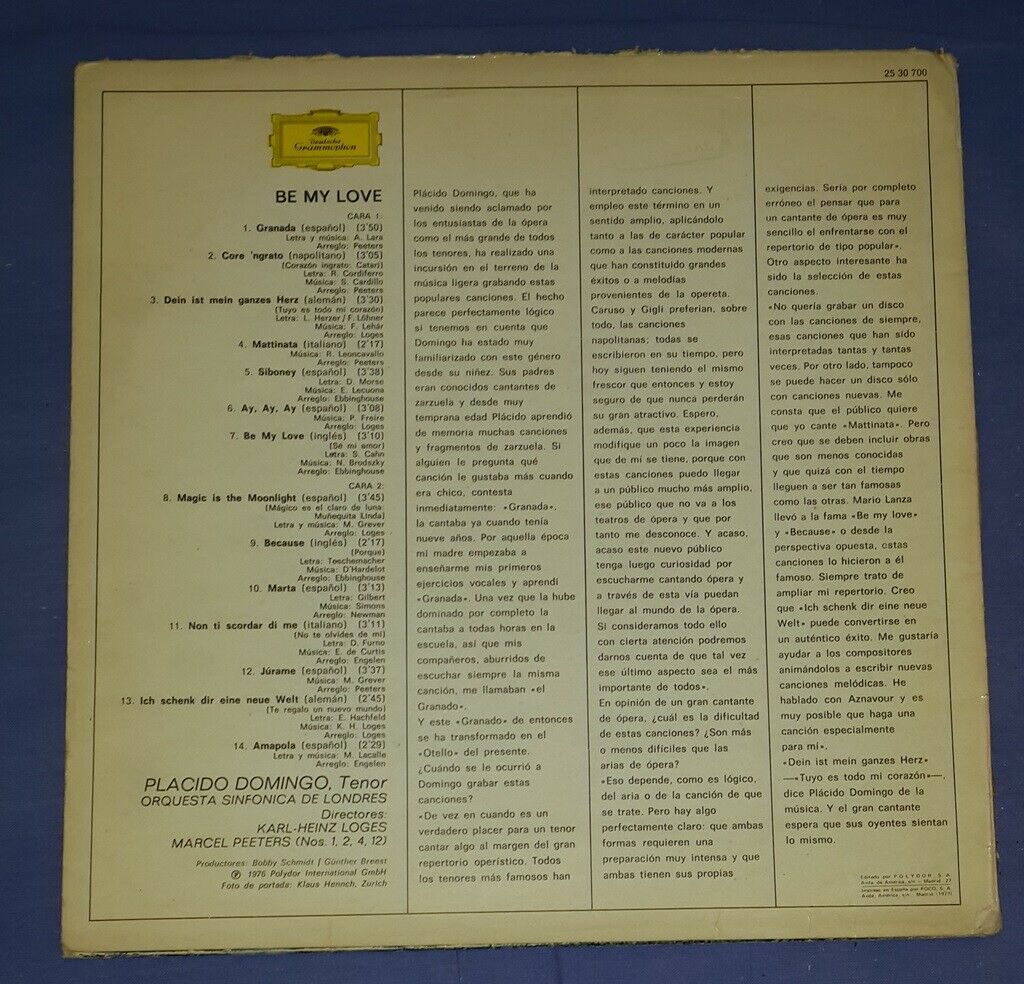 25 30 700
Deutsche
Grammophon
BE MY LOVE
CARA 1:
1. Granada (español) (3'50)
Letra y música: A. Lara
Arreglo: Peeters
2. Core 'ngrato (napolitano) (3'05)
(Corazón ingrato: Catari)
Letra: R. Cordiferro
Música: S. Cardillo
Arreglo: Peeters
3. Dein ist mein ganzes Herz (alemán) (3'30)
(Tuyo es todo mi corazón)
Letra: L. Herzer / F. Löhner
Música: F. Lehár
Arreglo: Loges
4. Mattinata (italiano) (2'17)
Música: R. Leoncavallo
Arreglo: Peeters
5. Siboney (español) (3'38)
Letra: D. Morse
Música: E. Lecuona
Arreglo: Ebbinghouse
6. Ay, Ay, Ay (español) (3'08)
Música: P. Freire
Arreglo: Loges
7. Be My Love (inglés) (3'10)
(Sé mi amor)
Letra: S. Cahn
Música: N. Brodszky
Arreglo: Ebbinghouse
CARA 2:
8. Magic is the Moonlight (español) (3'45)
(Mágico es el claro de luna:
Muñequita Linda)
Letra y música: M. Grever
Arreglo: Loges
9. Because (inglés) (2'17)
(Porque)
Letra: Teschemacher
Música: D'Hardelot
Arreglo: Ebbinghouse
10. Marta (español) (3'13)
Letra: Gilbert
Música: Simons
Arreglo: Newman
11. Non ti scordar di me (italiano) (3'11)
(No te olvides de mí)
Letra: D. Furno
Música: E. de Curtis
Arreglo: Engelen
12. Júrame (español) (3'37)
Música: M. Grever
Arreglo: Peeters
13. Ich schenk dir eine neue Welt (alemán) (2'45)
(Te regalo un nuevo mundo)
Letra: E. Hachfeld
Música: K. H. Loges
Arreglo: Loges
14. Amapola (español) (2'29)
Letra y música: M. Lacalle
Arreglo: Engelen
PLACIDO DOMINGO, Tenor
ORQUESTA SINFONICA DE LONDRES
Directores:
KARL-HEINZ LOGES
MARCEL PEETERS (Nos. 1, 2, 4, 12)
Productores: Bobby Schmidt / Günther Breest
Ⓟ 1976 Polydor International GmbH
Foto de portada: Klaus Hennch, Zurich
Plácido Domingo, que ha
venido siendo aclamado por
los entusiastas de la ópera
como el más grande de todos
los tenores, ha realizado una
incursión en el terreno de la
música ligera grabando estas
populares canciones. El hecho
parece perfectamente lógico
si tenemos en cuenta que
Domingo ha estado muy
familiarizado con este género
desde su niñez. Sus padres
eran conocidos cantantes de
zarzuela y desde muy
temprana edad Plácido aprendió
de memoria muchas canciones
y fragmentos de zarzuela. Si
alguien le pregunta qué
canción le gustaba más cuando
era chico, contesta
inmediatamente: «Granada»,
la cantaba ya cuando tenía
nueve años. Por aquella época
mi madre empezaba a
enseñarme mis primeros
ejercicios vocales y aprendí
«Granada». Una vez que la hube
dominado por completo la
cantaba a todas horas en la
escuela, así que mis
compañeros, aburridos de
escuchar siempre la misma
canción, me llamaban «el
Granado».
Y este «Granado» de entonces
se ha transformado en el
«Otello» del presente.
¿Cuándo se le ocurrió a
Domingo grabar estas
canciones?
«De vez en cuando es un
verdadero placer para un tenor
cantar algo al margen del gran
repertorio operístico. Todos
los tenores más famosos han
interpretado canciones. Y
empleo este término en un
sentido amplio, aplicándolo
tanto a las de carácter popular
como a las canciones modernas
que han constituido grandes
éxitos o a melodías
provenientes de la opereta.
Caruso y Gigli preferian, sobre
todo, las canciones
napolitanas; todas se
escribieron en su tiempo, pero
hoy siguen teniendo el mismo
frescor que entonces y estoy
seguro de que nunca perderán
su gran atractivo. Espero,
además, que esta experiencia
modifique un poco la imagen
que de mí se tiene, porque con
estas canciones puedo llegar
a un público mucho más amplio,
ese público que no va a los
teatros de ópera y que por
tanto me desconoce. Y acaso,
acaso este nuevo público
tenga luego curiosidad por
escucharme cantando ópera y
a través de esta vía puedan
llegar al mundo de la ópera.
Si consideramos todo ello
con cierta atención podremos
darnos cuenta de que tal vez
ese último aspecto sea el más
importante de todos».
En opinión de un gran cantante
de ópera, ¿cuál es la dificultad
de estas canciones? ¿Son más
o menos difíciles que las
arias de ópera?
«Eso depende, como es lógico,
del aria o de la canción de que
se trate. Pero hay algo
perfectamente claro: que ambas
formas requieren una
preparación muy intensa y que
ambas tienen sus propias
exigencias. Sería por completo
erróneo el pensar que para
un cantante de ópera es muy
sencillo el enfrentarse con el
repertorio de tipo popular».
Otro aspecto interesante ha
sido la selección de estas
canciones.
«No quería grabar un disco
con las canciones de siempre,
esas canciones que han sido
interpretadas tantas y tantas
veces. Por otro lado, tampoco
se puede hacer un disco sólo
con canciones nuevas. Me
consta que el público quiere
que yo cante «Mattinata». Pero
creo que se deben incluir obras
que son menos conocidas
y que quizá con el tiempo
lleguen a ser tan famosas
como las otras. Mario Lanza
llevó a la fama «Be my love»
y «Because» o desde la
perspectiva opuesta, estas
canciones lo hicieron a él
famoso. Siempre trato de
ampliar mi repertorio. Creo
que «Ich schenk dir eine neue
Welt» puede convertirse en
un auténtico éxito. Me gustaría
ayudar a los compositores
animándolos a escribir nuevas
canciones melódicas. He
hablado con Aznavour y es
muy posible que haga una
canción especialmente
para mí».
«Dein ist mein ganzes Herz»
—«Tuyo es todo mi corazón»—,
dice Plácido Domingo de la
música. Y el gran cantante
espera que sus oyentes sientan
lo mismo.
Editado por POLYDOR, S. A.
Avda. de América, s/n - Madrid - 27
Impreso en España por FOCO, S. A.
Avda. América, s/n - Madrid (1977)